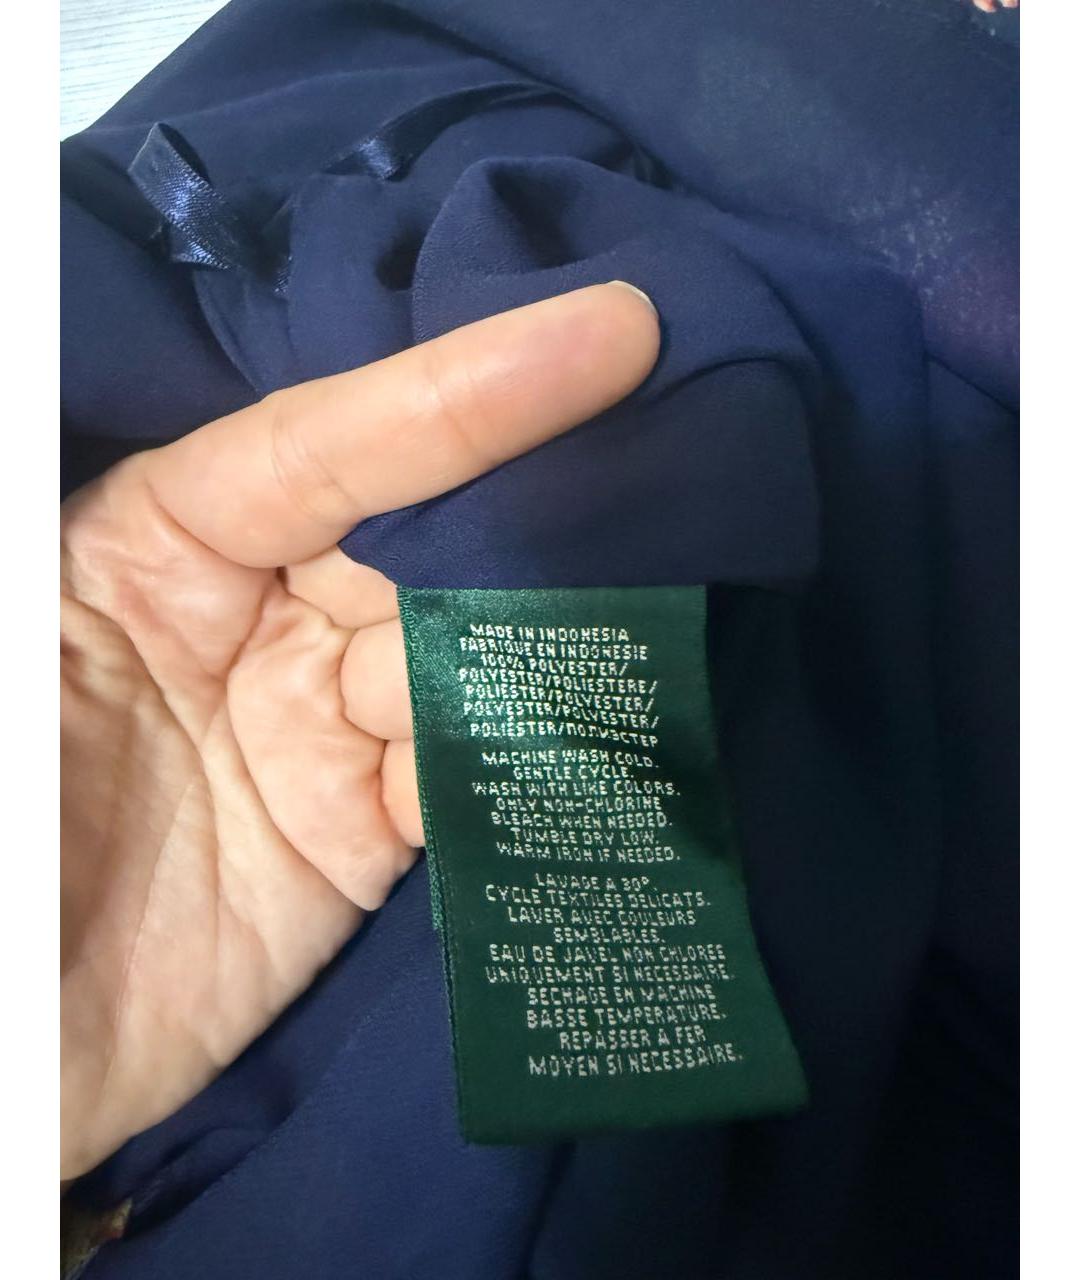 MADE IN INDONESIA
FABRIQUE EN INDONESIE
100% POLYESTER/
POLYESTER/POLIESTERE/
POLIESTER/POLYESTER/
POLYESTER/POLYESTER/
POLIÉSTER/ПОЛИЭСТЕР
MACHINE WASH COLD.
GENTLE CYCLE.
WASH WITH LIKE COLORS.
ONLY NON-CHLORINE
BLEACH WHEN NEEDED.
TUMBLE DRY LOW.
WARM IRON IF NEEDED.
LAVAGE A 30°.
CYCLE TEXTILES DELICATS.
LAVER AVEC COULEURS
SEMBLABLES.
EAU DE JAVEL NON CHLOREE
UNIQUEMENT SI NECESSAIRE.
SECHAGE EN MACHINE
BASSE TEMPERATURE.
REPASSER A FER
MOYEN SI NECESSAIRE.